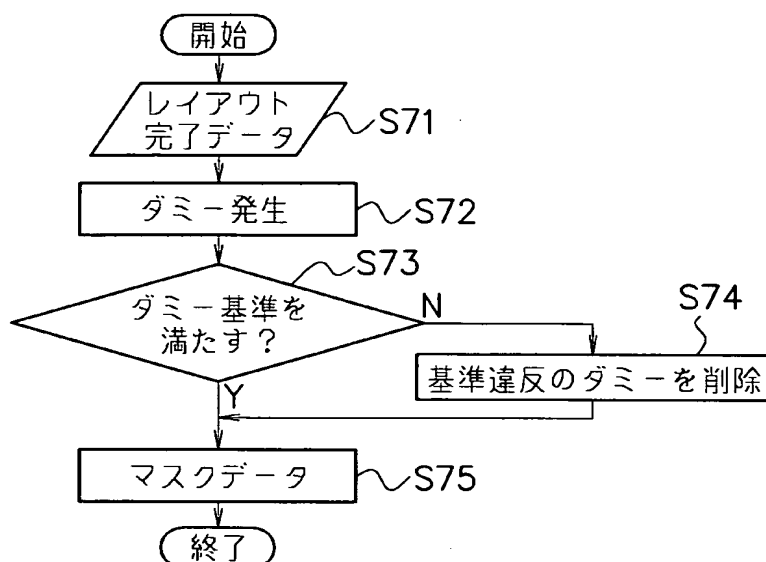 開始
レイアウト
完了データ
S71
ダミー発生
S72
S73
ダミー基準を
満たす？
N
S74
基準違反のダミーを削除
Y
マスクデータ
S75
終了